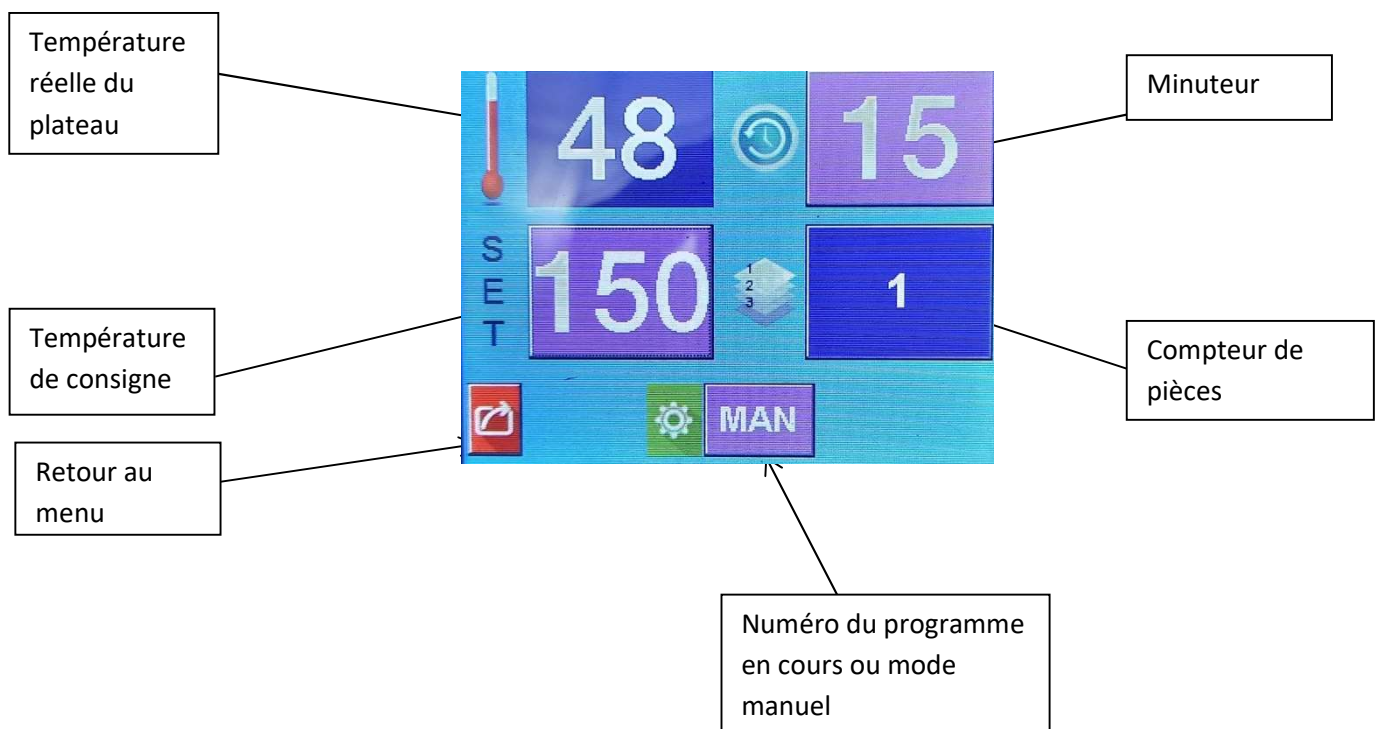 Température
réelle du
plateau
Minuteur
48
15
S
E
T
150
1
2
3
1
Température
de consigne
Compteur de
pièces
MAN
Retour au
menu
Numéro du programme
en cours ou mode
manuel